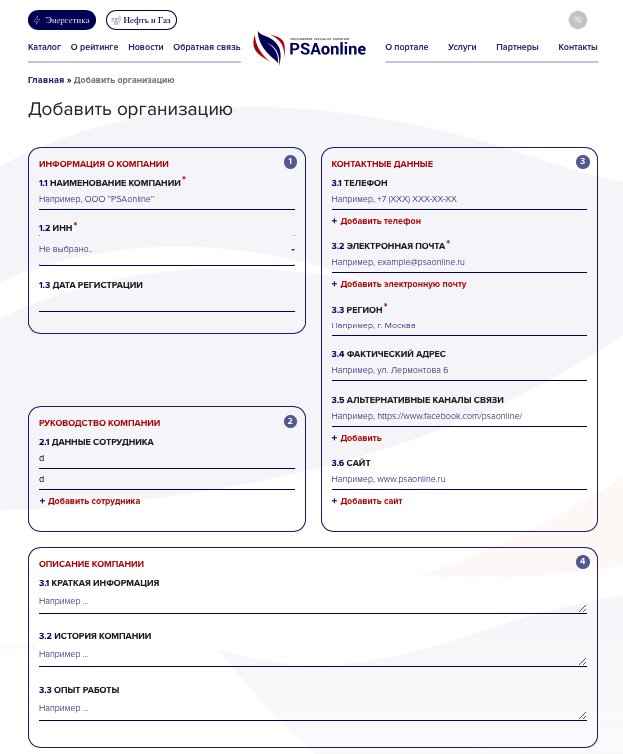 Энергетика
Нефть и Газ
Каталог О рейтинге Новости Обратная связь
PSAonline
О портале Услуги Партнеры Контакты
Главная » Добавить организацию
Добавить организацию
ИНФОРМАЦИЯ О КОМПАНИИ
1
1.1 НАИМЕНОВАНИЕ КОМПАНИИ*
Например, ООО "PSAonline"
1.2 ИНН*
Не выбрано..
1.3 ДАТА РЕГИСТРАЦИИ
РУКОВОДСТВО КОМПАНИИ
2
2.1 ДАННЫЕ СОТРУДНИКА
d
d
+ Добавить сотрудника
КОНТАКТНЫЕ ДАННЫЕ
3
3.1 ТЕЛЕФОН
Например, +7 (XXX) XXX-XX-XX
+ Добавить телефон
3.2 ЭЛЕКТРОННАЯ ПОЧТА*
Например, example@psaonline.ru
+ Добавить электронную почту
3.3 РЕГИОН*
Например, г. Москва
3.4 ФАКТИЧЕСКИЙ АДРЕС
Например, ул. Лермонтова 6
3.5 АЛЬТЕРНАТИВНЫЕ КАНАЛЫ СВЯЗИ
Например, https://www.facebook.com/psaonline/
+ Добавить
3.6 САЙТ
Например, www.psaonline.ru
+ Добавить сайт
ОПИСАНИЕ КОМПАНИИ
4
3.1 КРАТКАЯ ИНФОРМАЦИЯ
Например ...
3.2 ИСТОРИЯ КОМПАНИИ
Например ...
3.3 ОПЫТ РАБОТЫ
Например ...